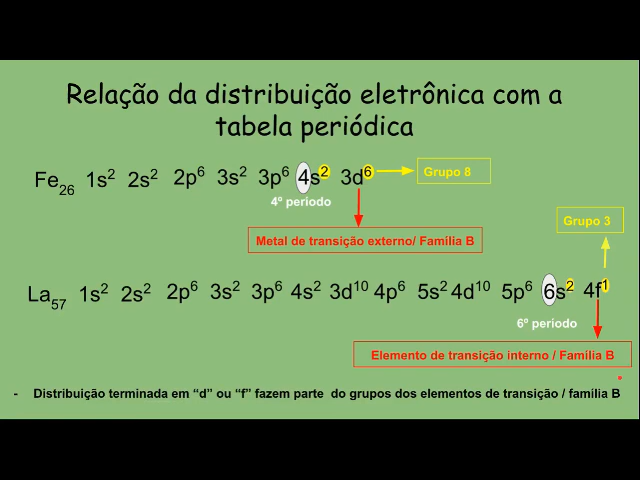 Relação da distribuição eletrônica com a
tabela periódica
Fe₂₆ 1s² 2s² 2p⁶ 3s² 3p⁶ 4s² 3d⁶
Grupo 8
4º periodo
Metal de transição externo/ Família B
Grupo 3
La₅₇ 1s² 2s² 2p⁶ 3s² 3p⁶ 4s² 3d¹⁰ 4p⁶ 5s² 4d¹⁰ 5p⁶ 6s² 4f¹
6º periodo
Elemento de transição interno / Família B
- Distribuição terminada em “d” ou “f” fazem parte do grupos dos elementos de transição / família B